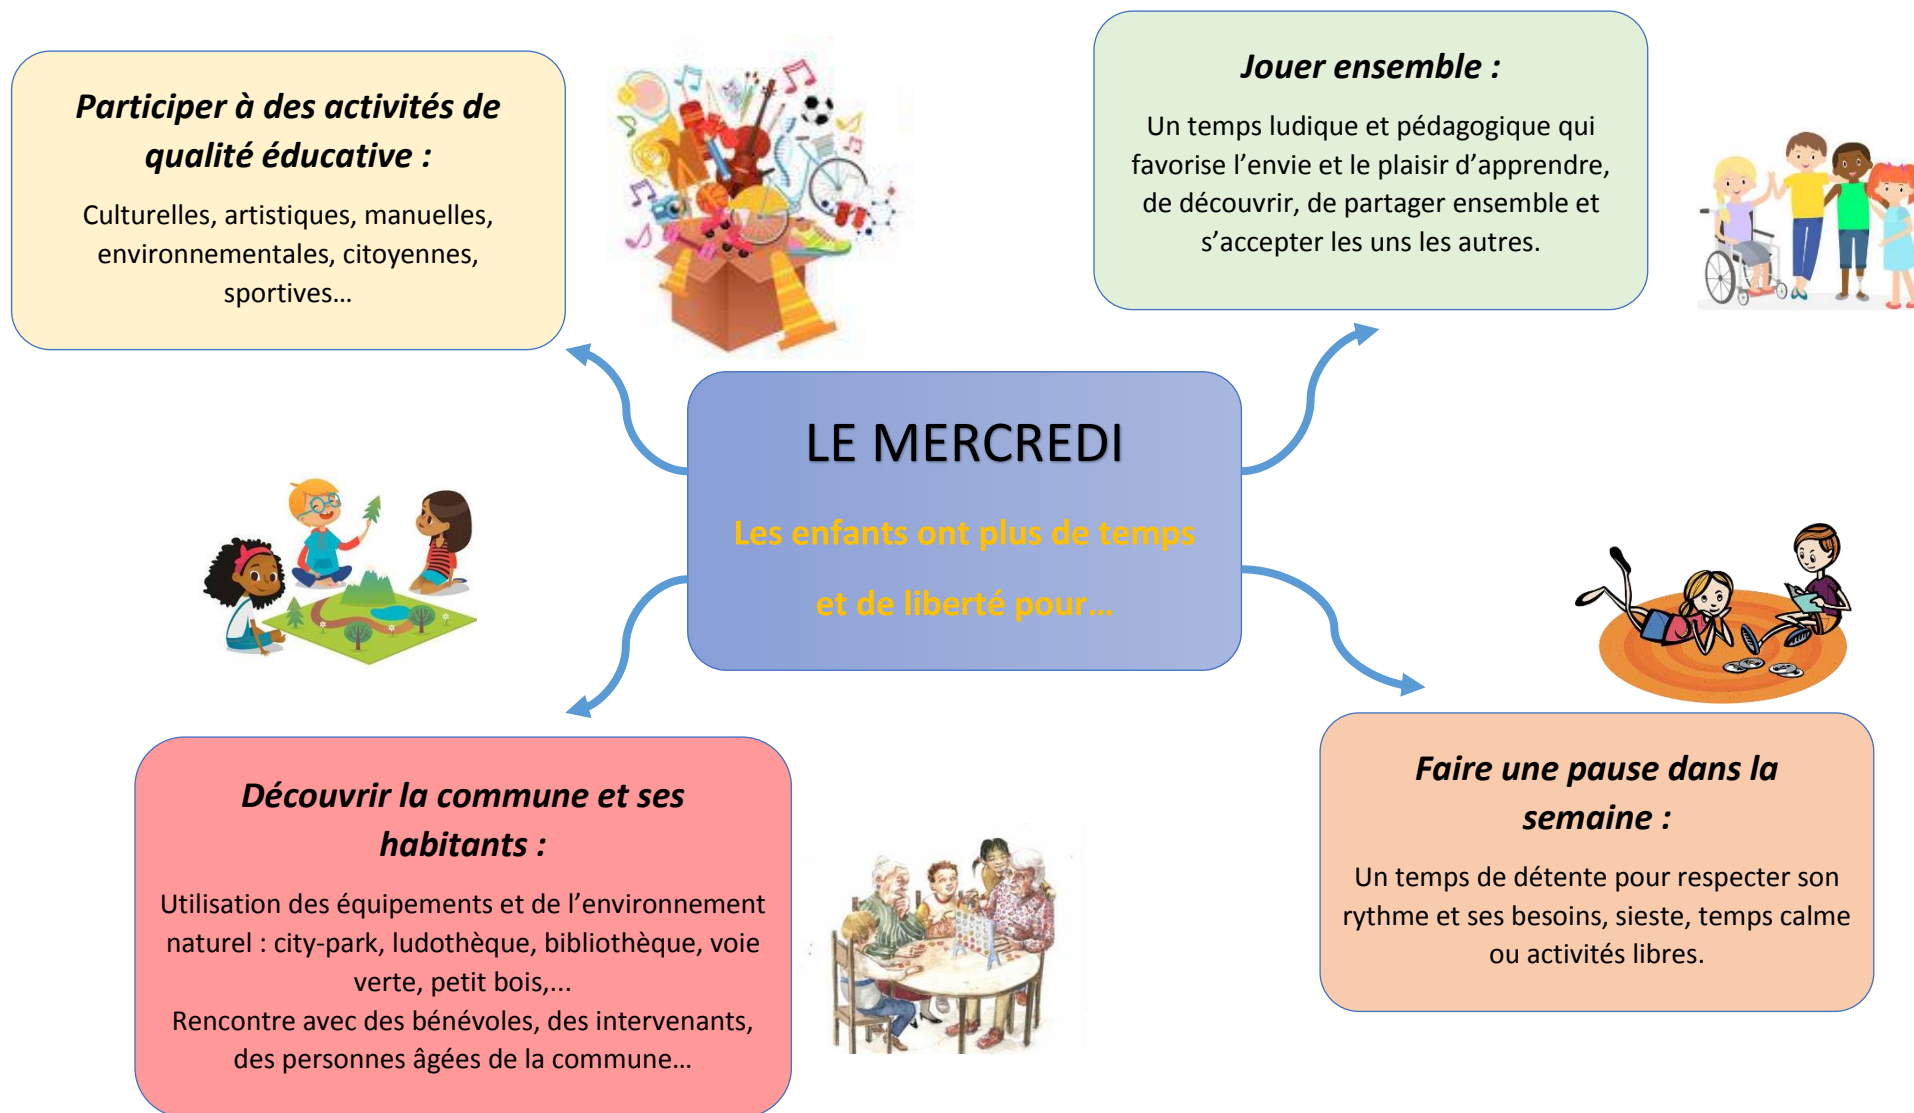 Participer à des activités de
qualité éducative :
Culturelles, artistiques, manuelles,
environnementales, citoyennes,
sportives…
Jouer ensemble :
Un temps ludique et pédagogique qui
favorise l’envie et le plaisir d’apprendre,
de découvrir, de partager ensemble et
s’accepter les uns les autres.
LE MERCREDI
Les enfants ont plus de temps
et de liberté pour…
Découvrir la commune et ses
habitants :
Utilisation des équipements et de l’environnement
naturel : city-park, ludothèque, bibliothèque, voie
verte, petit bois,…
Rencontre avec des bénévoles, des intervenants,
des personnes âgées de la commune…
Faire une pause dans la
semaine :
Un temps de détente pour respecter son
rythme et ses besoins, sieste, temps calme
ou activités libres.